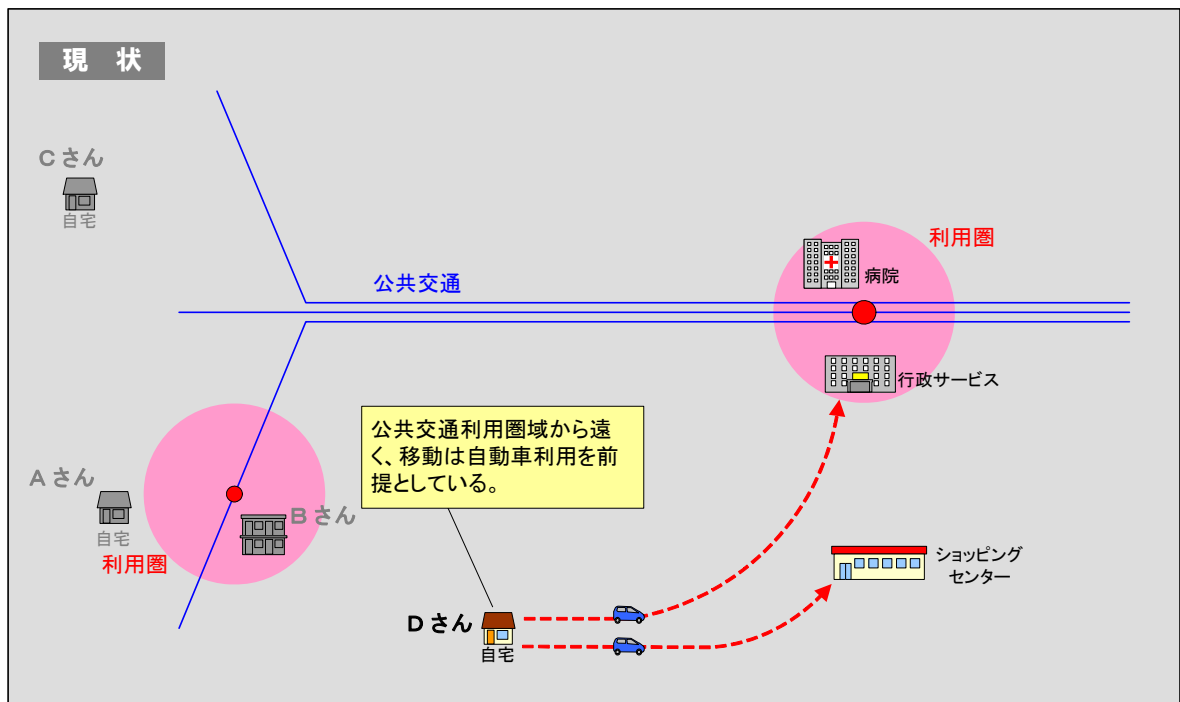 現 状
Cさん
自宅
公共交通
利用圏
病院
行政サービス
公共交通利用圏域から遠
く、移動は自動車利用を前
提としている。
Aさん
自宅
Bさん
利用圏
ショッピング
センター
Dさん
自宅